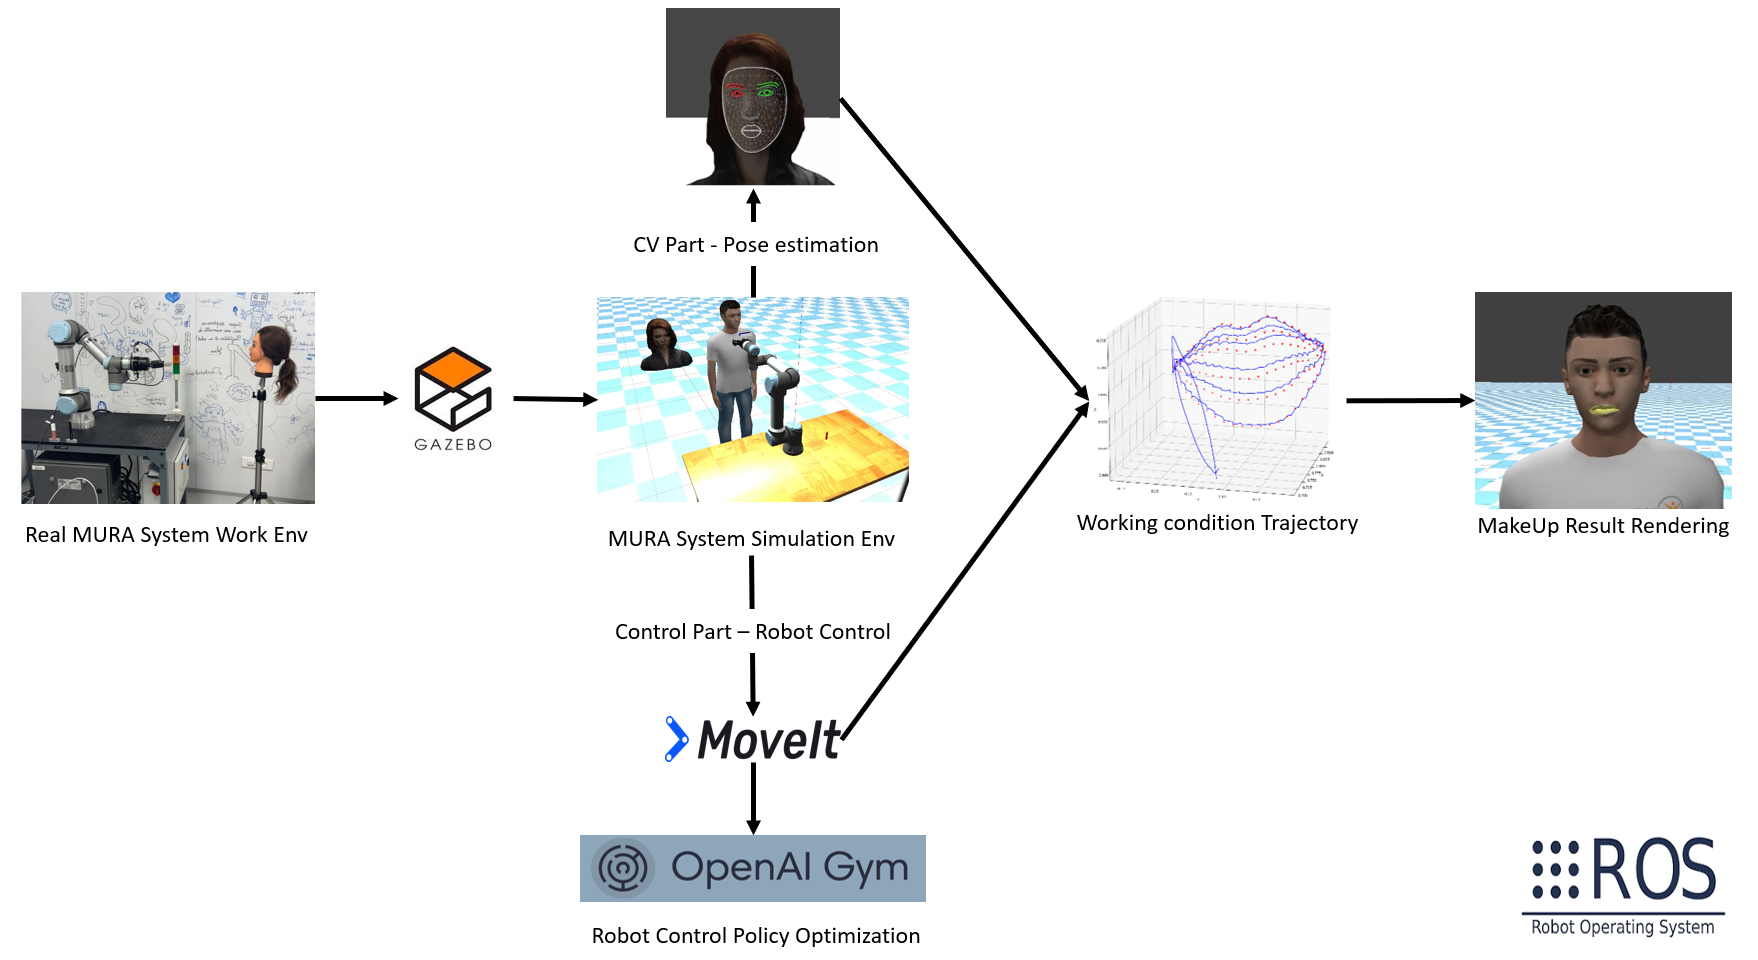 CV Part - Pose estimation
GAZEBO
Real MURA System Work Env
MURA System Simulation Env
Working condition Trajectory
MakeUp Result Rendering
Control Part – Robot Control
MoveIt
OpenAI Gym
Robot Control Policy Optimization
ROS
Robot Operating System